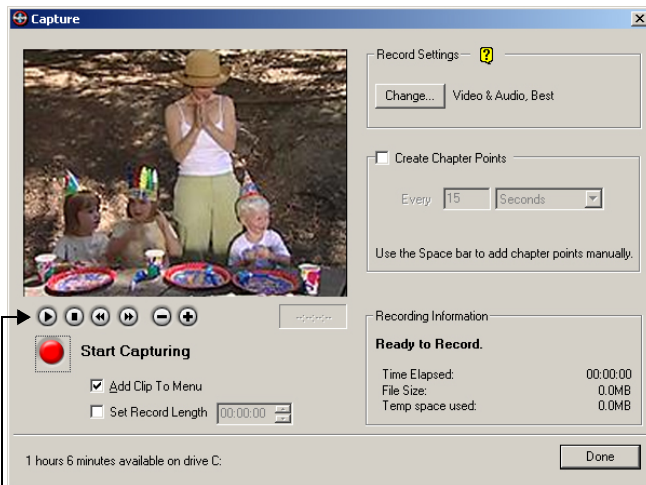 Capture
Record Settings
Change... Video & Audio, Best
Create Chapter Points
Every 15 Seconds
Use the Space bar to add chapter points manually.
--:--:--:--
Start Capturing
Add Clip To Menu
Set Record Length 00:00:00
Recording Information
Ready to Record.
Time Elapsed: 00:00:00
File Size: 0.0MB
Temp space used: 0.0MB
1 hours 6 minutes available on drive C:
Done